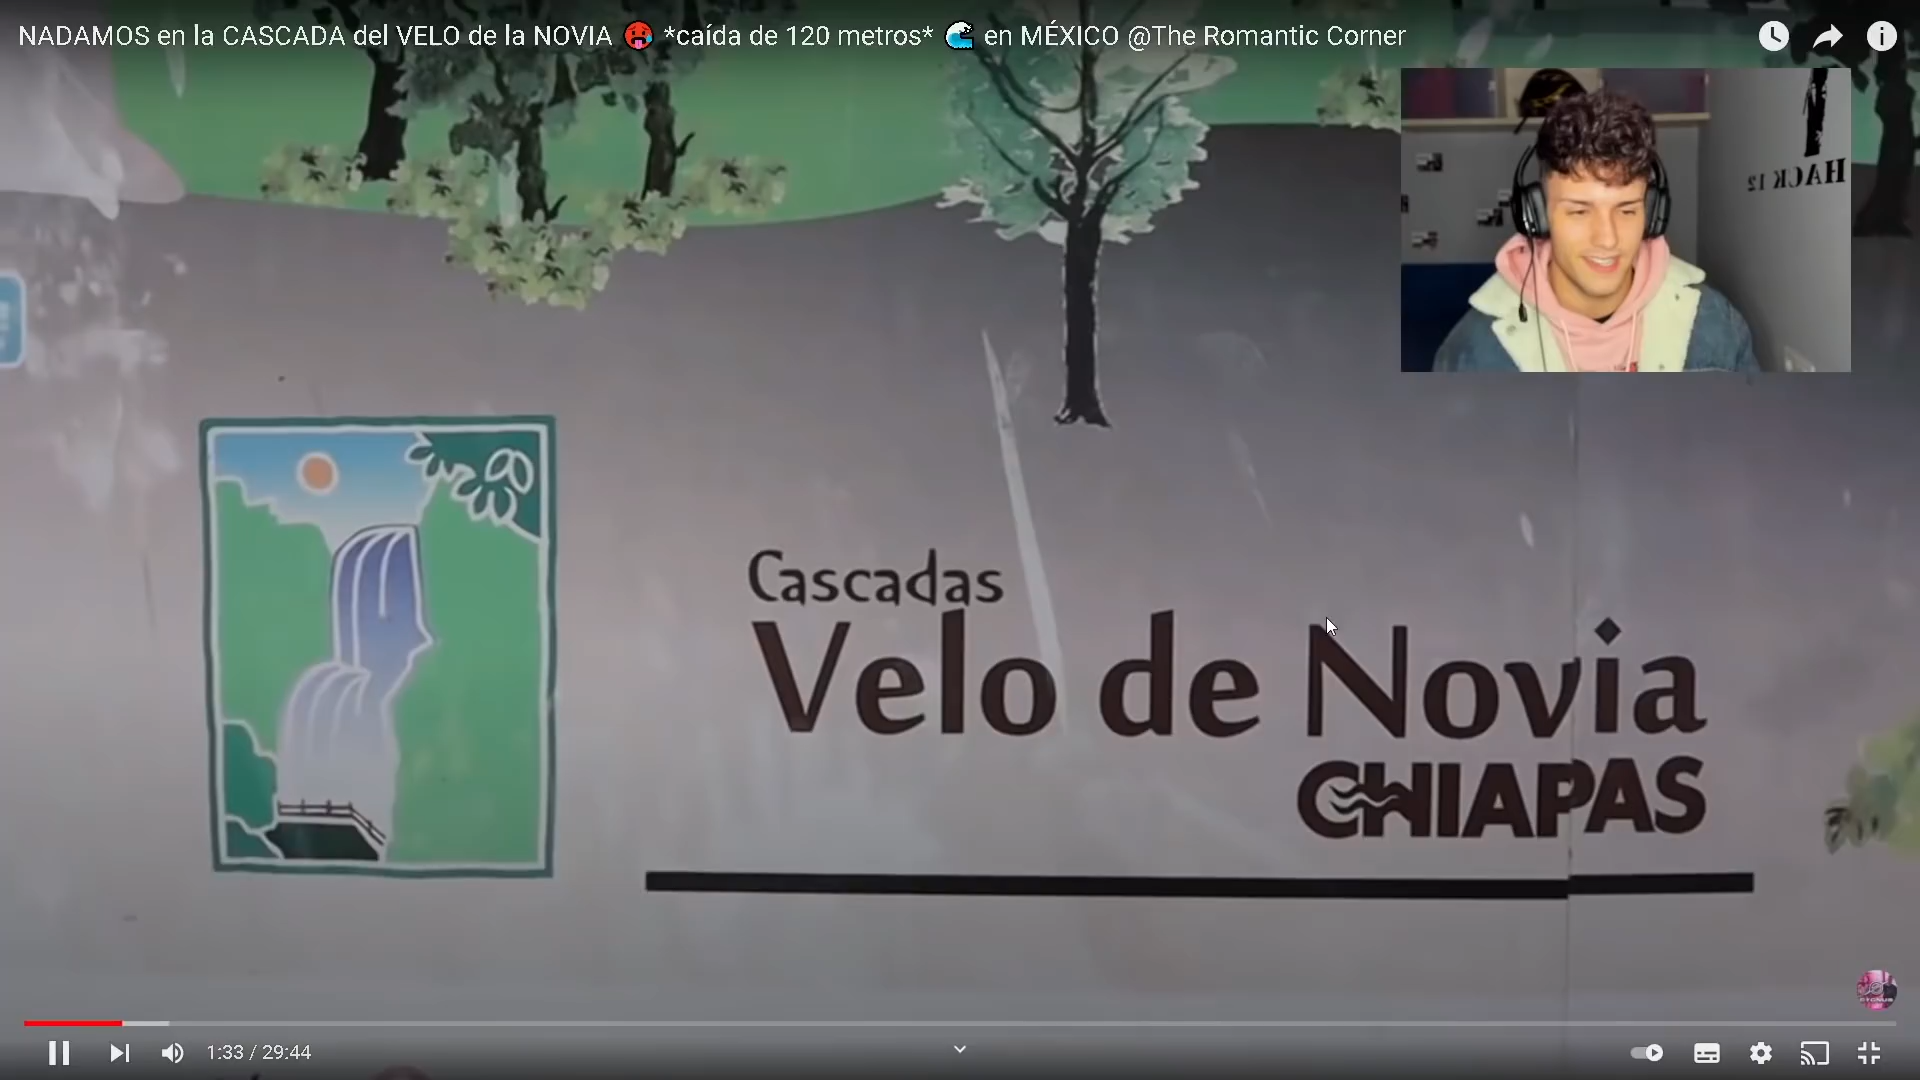 NADAMOS en la CASCADA del VELO de la NOVIA 🥵 *caída de 120 metros* 🌊 en MÉXICO @The Romantic Corner
HACK 12
Cascadas
Velo de Novia
CHIAPAS
1:33 / 29:44